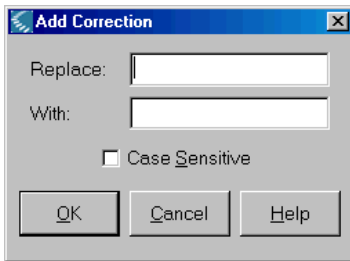 Add Correction
Replace:
With:
Case Sensitive
OK Cancel Help